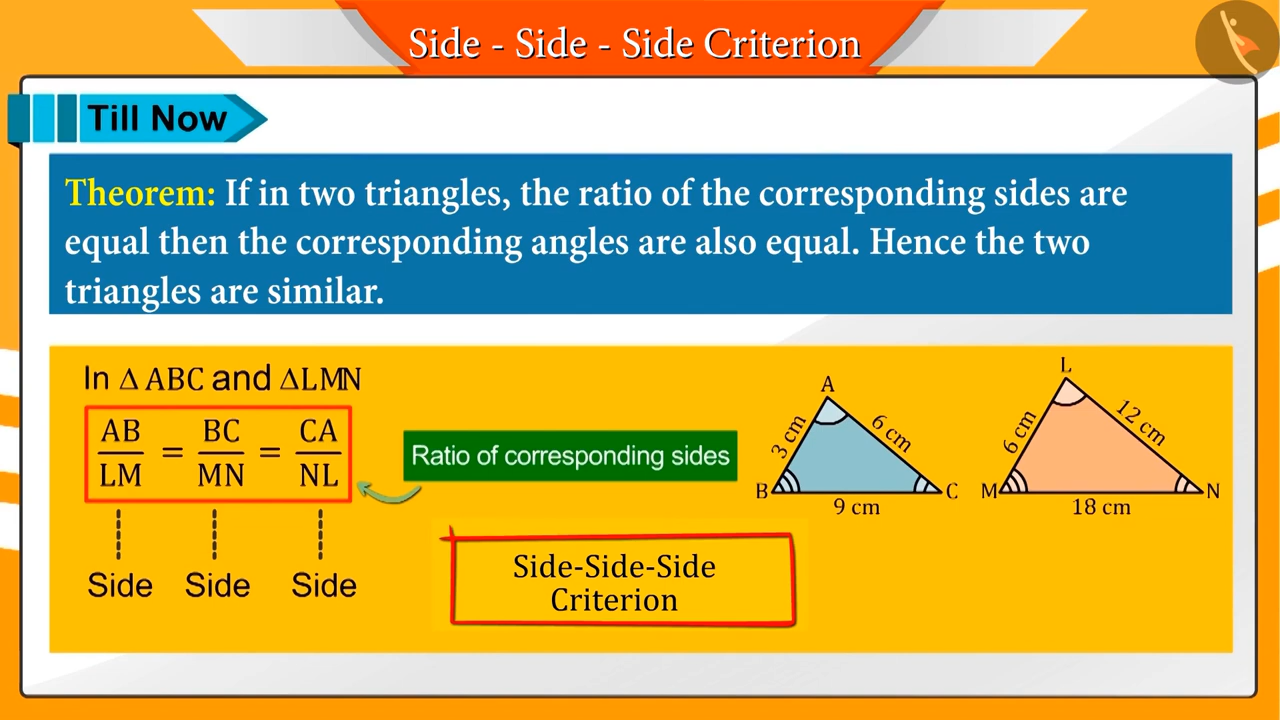 Side - Side - Side Criterion
Till Now
Theorem: If in two triangles, the ratio of the corresponding sides are
equal then the corresponding angles are also equal. Hence the two
triangles are similar.
In Δ ABC and ΔLMN
AB/LM = BC/MN = CA/NL
Ratio of corresponding sides
Side Side Side
Side-Side-Side
Criterion
A
3 cm
6 cm
B
C
9 cm
L
6 cm
12 cm
M
N
18 cm